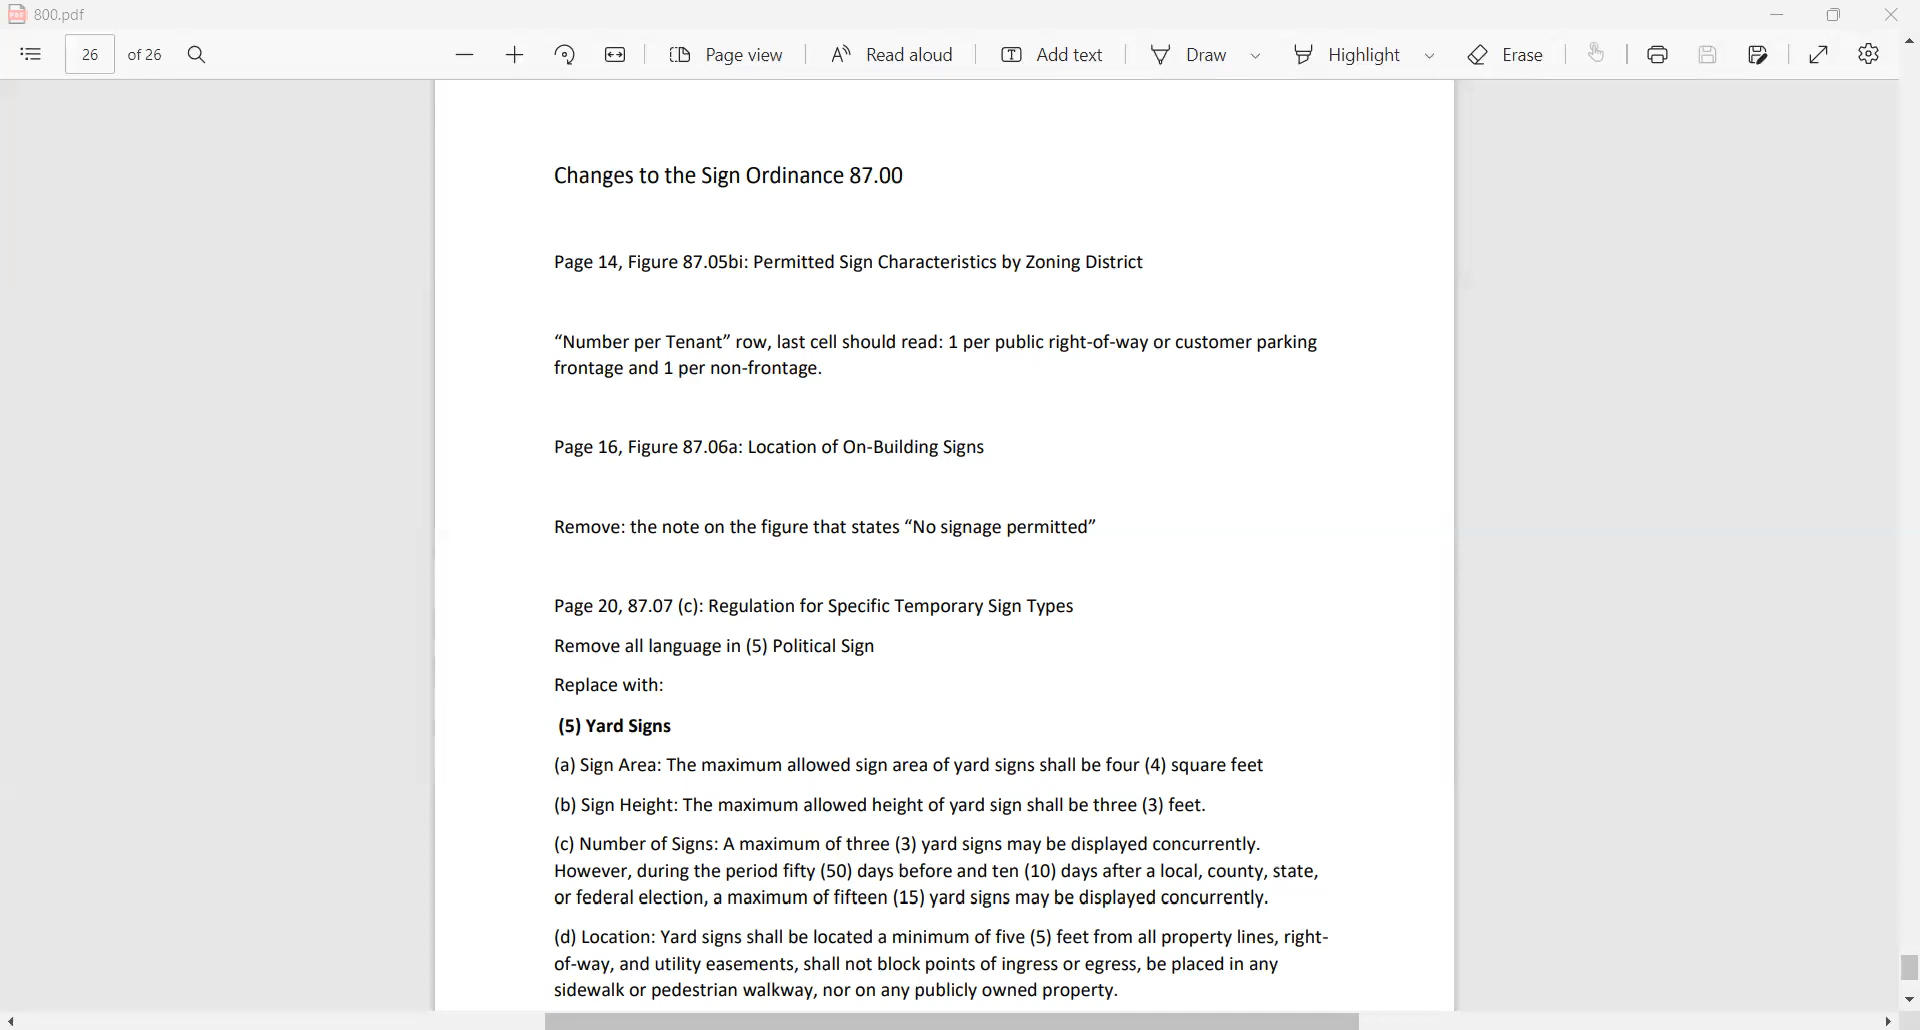 800.pdf
26 of 26 Page view Read aloud Add text Draw Highlight Erase
Changes to the Sign Ordinance 87.00
Page 14, Figure 87.05bi: Permitted Sign Characteristics by Zoning District
“Number per Tenant” row, last cell should read: 1 per public right-of-way or customer parking
frontage and 1 per non-frontage.
Page 16, Figure 87.06a: Location of On-Building Signs
Remove: the note on the figure that states “No signage permitted”
Page 20, 87.07 (c): Regulation for Specific Temporary Sign Types
Remove all language in (5) Political Sign
Replace with:
(5) Yard Signs
(a) Sign Area: The maximum allowed sign area of yard signs shall be four (4) square feet
(b) Sign Height: The maximum allowed height of yard sign shall be three (3) feet.
(c) Number of Signs: A maximum of three (3) yard signs may be displayed concurrently.
However, during the period fifty (50) days before and ten (10) days after a local, county, state,
or federal election, a maximum of fifteen (15) yard signs may be displayed concurrently.
(d) Location: Yard signs shall be located a minimum of five (5) feet from all property lines, right-
of-way, and utility easements, shall not block points of ingress or egress, be placed in any
sidewalk or pedestrian walkway, nor on any publicly owned property.